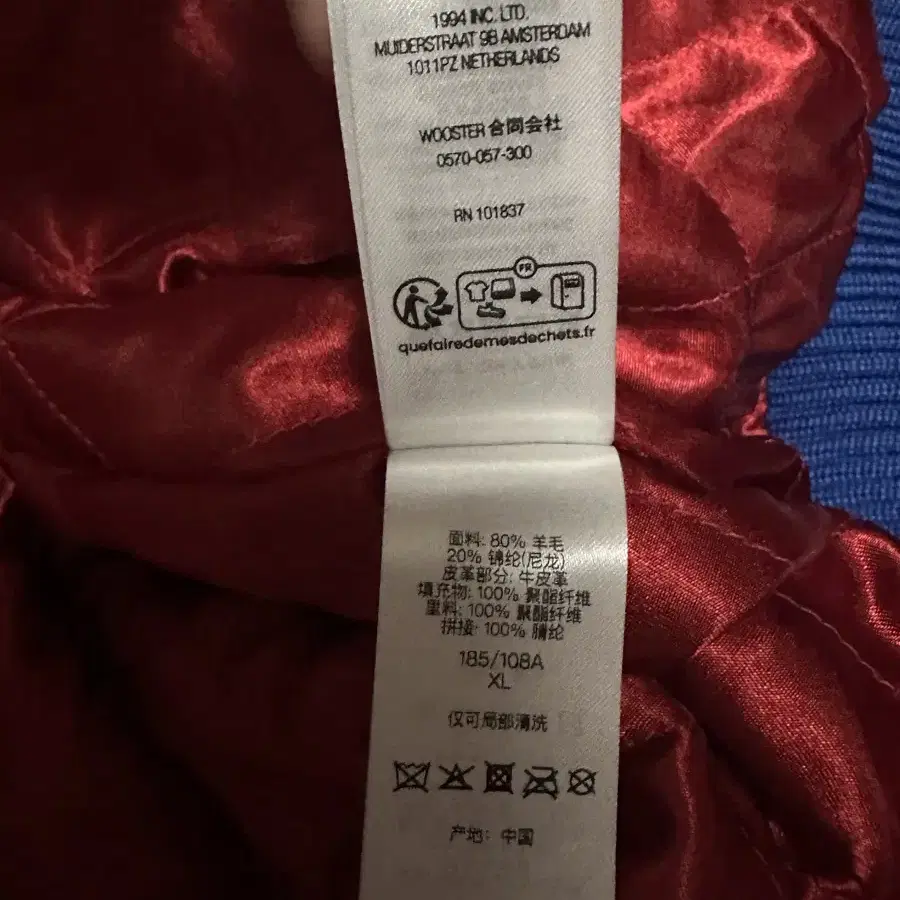 1994 INC. LTD.
MUIDERSTRAAT 9B AMSTERDAM
1011PZ NETHERLANDS
WOOSTER 合同会社
0570-057-300
RN 101837
FR
quefairedemesdechets.fr
面料: 80% 羊毛
20% 锦纶(尼龙)
皮革部分: 牛皮革
填充物: 100% 聚酯纤维
里料: 100% 聚酯纤维
拼接: 100% 腈纶
185/108A
XL
仅可局部清洗
产地: 中国